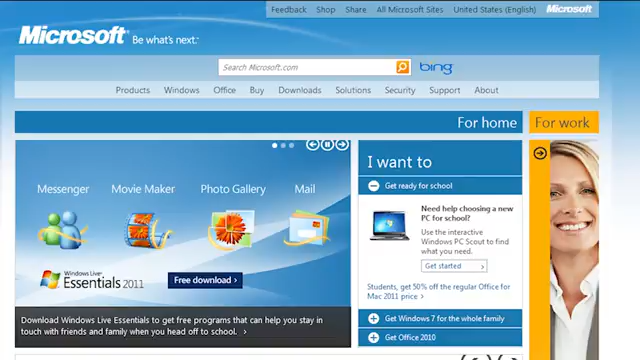 Feedback Shop Share All Microsoft Sites United States (English) Microsoft
Microsoft Be what's next.™
Search Microsoft.com bing
Products Windows Office Buy Downloads Solutions Security Support About
For home For work
I want to
Get ready for school
Messenger Movie Maker Photo Gallery Mail
Need help choosing a new
PC for school?
Use the interactive
Windows PC Scout to find
what you need.
Get started
Windows Live
Essentials 2011
Free download
Students, get 50% off the regular Office for
Mac 2011 price
Download Windows Live Essentials to get free programs that can help you stay
in touch with friends and family when you head off to school.
Get Windows 7 for the whole family
Get Office 2010